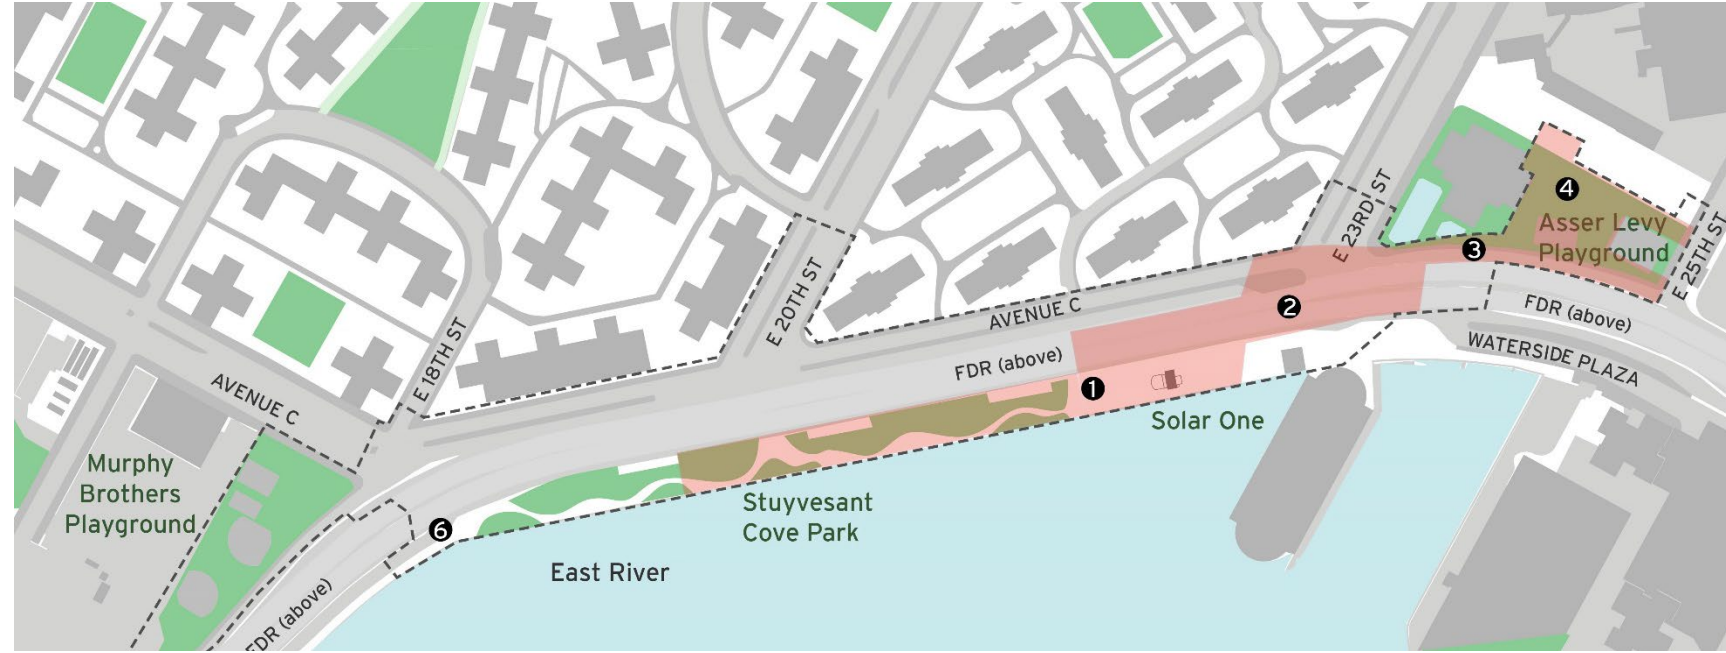 4
Asser Levy
Playground
3
E 23RD ST
E 25TH ST
2
AVENUE C
FDR (above)
FDR (above)
E 20TH ST
WATERSIDE PLAZA
E 18TH ST
AVENUE C
1
Solar One
Murphy
Brothers
Playground
Stuyvesant
Cove Park
6
East River
FDR (above)